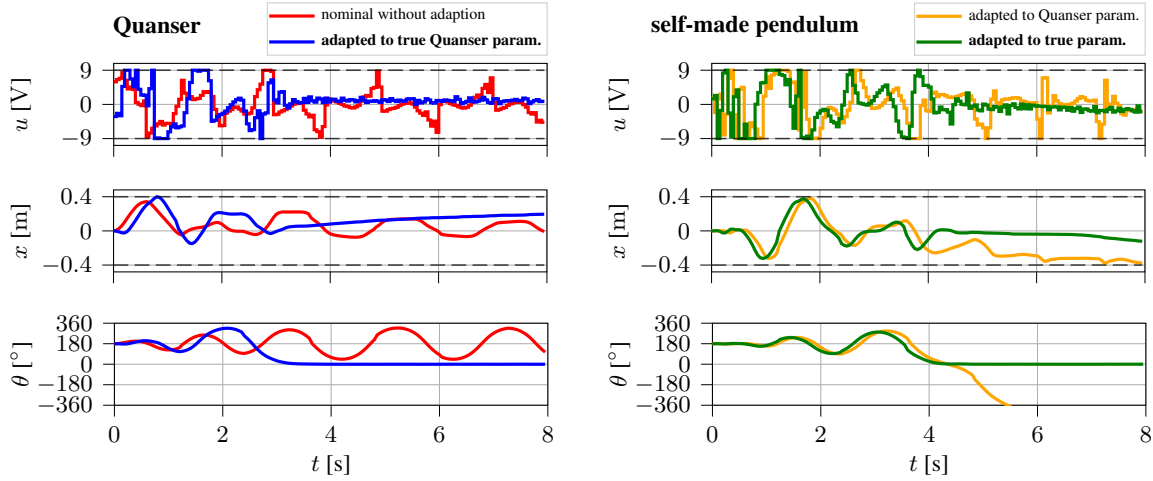 Quanser
nominal without adaption
adapted to true Quanser param.
9
0
−9
u [V]
0.4
0
−0.4
x [m]
360
180
0
−180
−360
θ [°]
0 2 4 6 8
t [s]
self-made pendulum
adapted to Quanser param.
adapted to true param.
9
0
−9
u [V]
0.4
0
−0.4
x [m]
360
180
0
−180
−360
θ [°]
0 2 4 6 8
t [s]